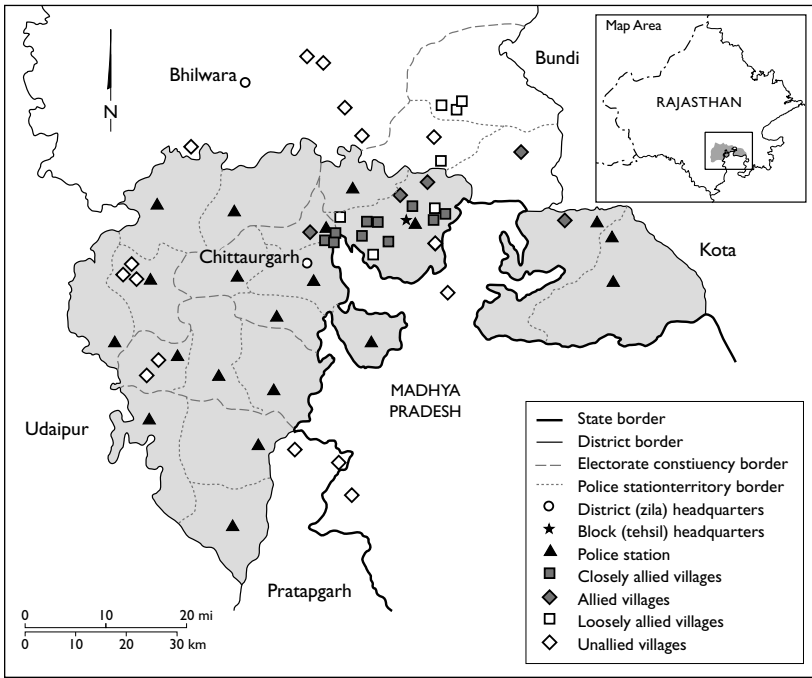 Map Area
RAJASTHAN
Bundi
Bhilwara
N
Kota
Chittaurgarh
MADHYA
PRADESH
Udaipur
Pratapgarh
State border
District border
Electorate constiuency border
Police stationterritory border
District (zila) headquarters
Block (tehsil) headquarters
Police station
Closely allied villages
Allied villages
Loosely allied villages
Unallied villages
0 10 20 mi
0 10 20 30 km